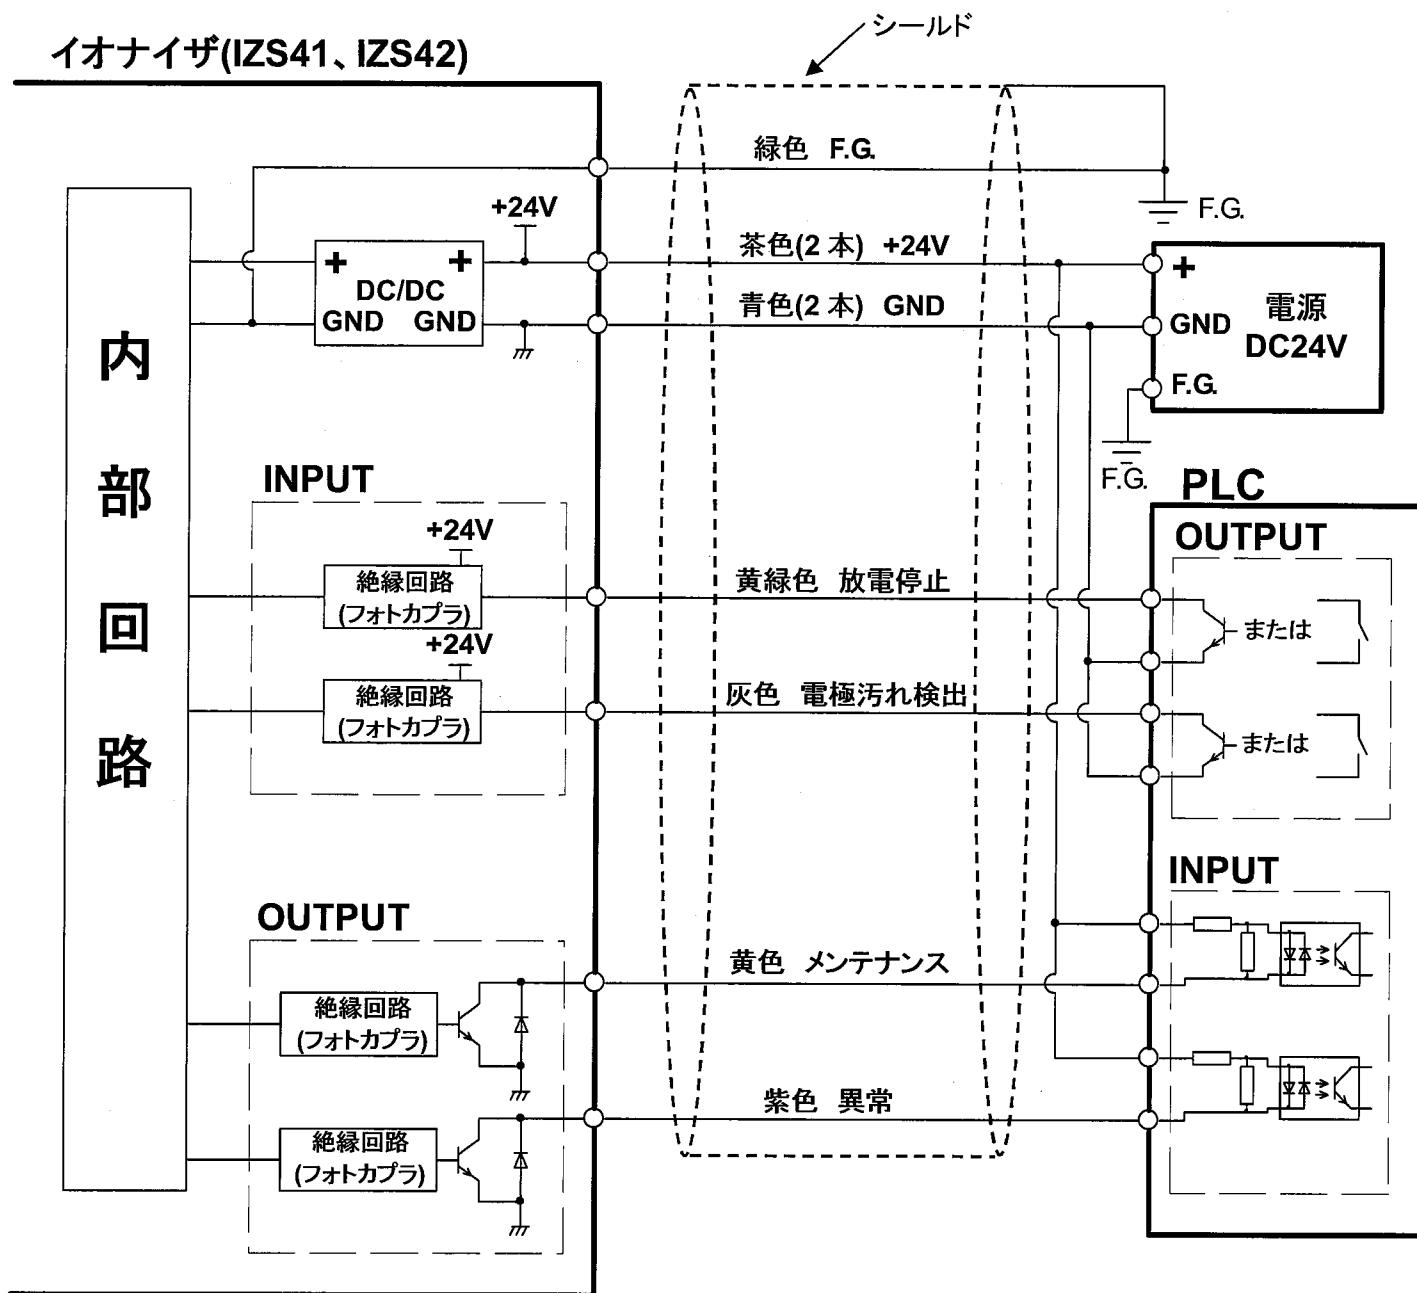 シールド
イオナイザ(IZS41、IZS42)
緑色 F.G.
F.G.
+24V
茶色(2本) +24V
+ +
DC/DC
GND GND
青色(2本) GND
+
GND
F.G.
電源
DC24V
F.G.
内部回路
INPUT
+24V
絶縁回路
(フォトカプラ)
+24V
絶縁回路
(フォトカプラ)
黄緑色 放電停止
灰色 電極汚れ検出
PLC
OUTPUT
または
または
INPUT
OUTPUT
絶縁回路
(フォトカプラ)
黄色 メンテナンス
絶縁回路
(フォトカプラ)
紫色 異常